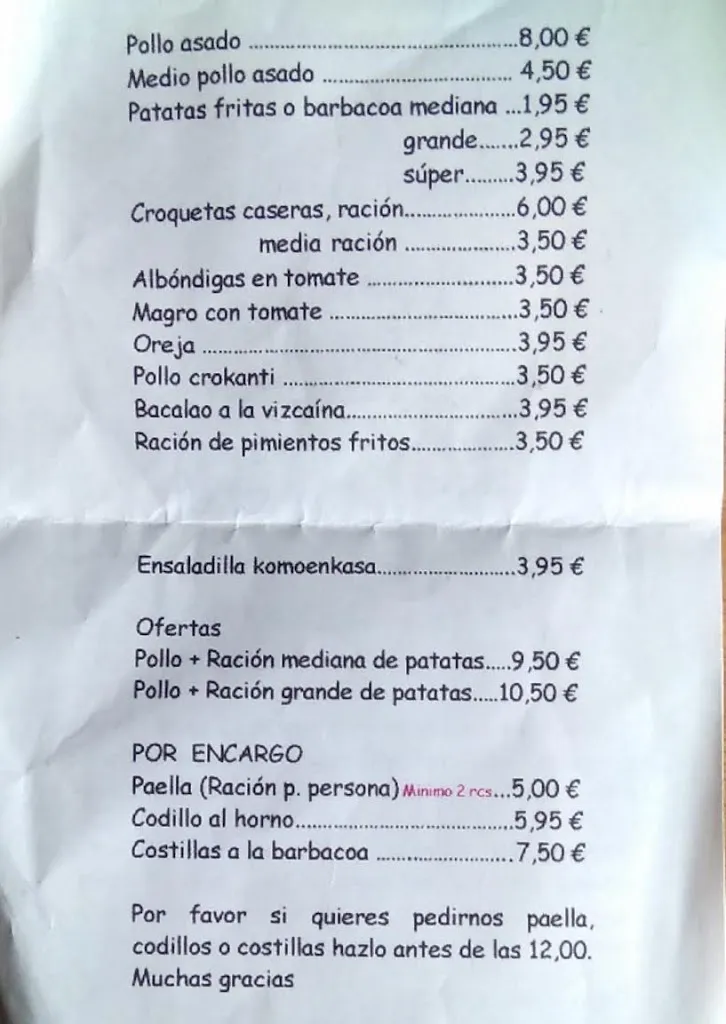 Pollo asado ........................................................8,00 €
Medio pollo asado ....................................... 4,50 €
Patatas fritas o barbacoa mediana ...1,95 €
grande.......2,95 €
súper.........3,95 €
Croquetas caseras, ración.......................6,00 €
media ración .......................3,50 €
Albóndigas en tomate ..............................3,50 €
Magro con tomate .......................................3,50 €
Oreja .................................................................3,95 €
Pollo crokanti ................................................3,50 €
Bacalao a la vizcaína....................................3,95 €
Ración de pimientos fritos.....................3,50 €
Ensaladilla komoenkasa.............................3,95 €
Ofertas
Pollo + Ración mediana de patatas.....9,50 €
Pollo + Ración grande de patatas.....10,50 €
POR ENCARGO
Paella (Ración p. persona) Minimo 2 rcs...5,00 €
Codillo al horno..............................................5,95 €
Costillas a la barbacoa .............................7,50 €
Por favor si quieres pedirnos paella,
codillos o costillas hazlo antes de las 12,00.
Muchas gracias